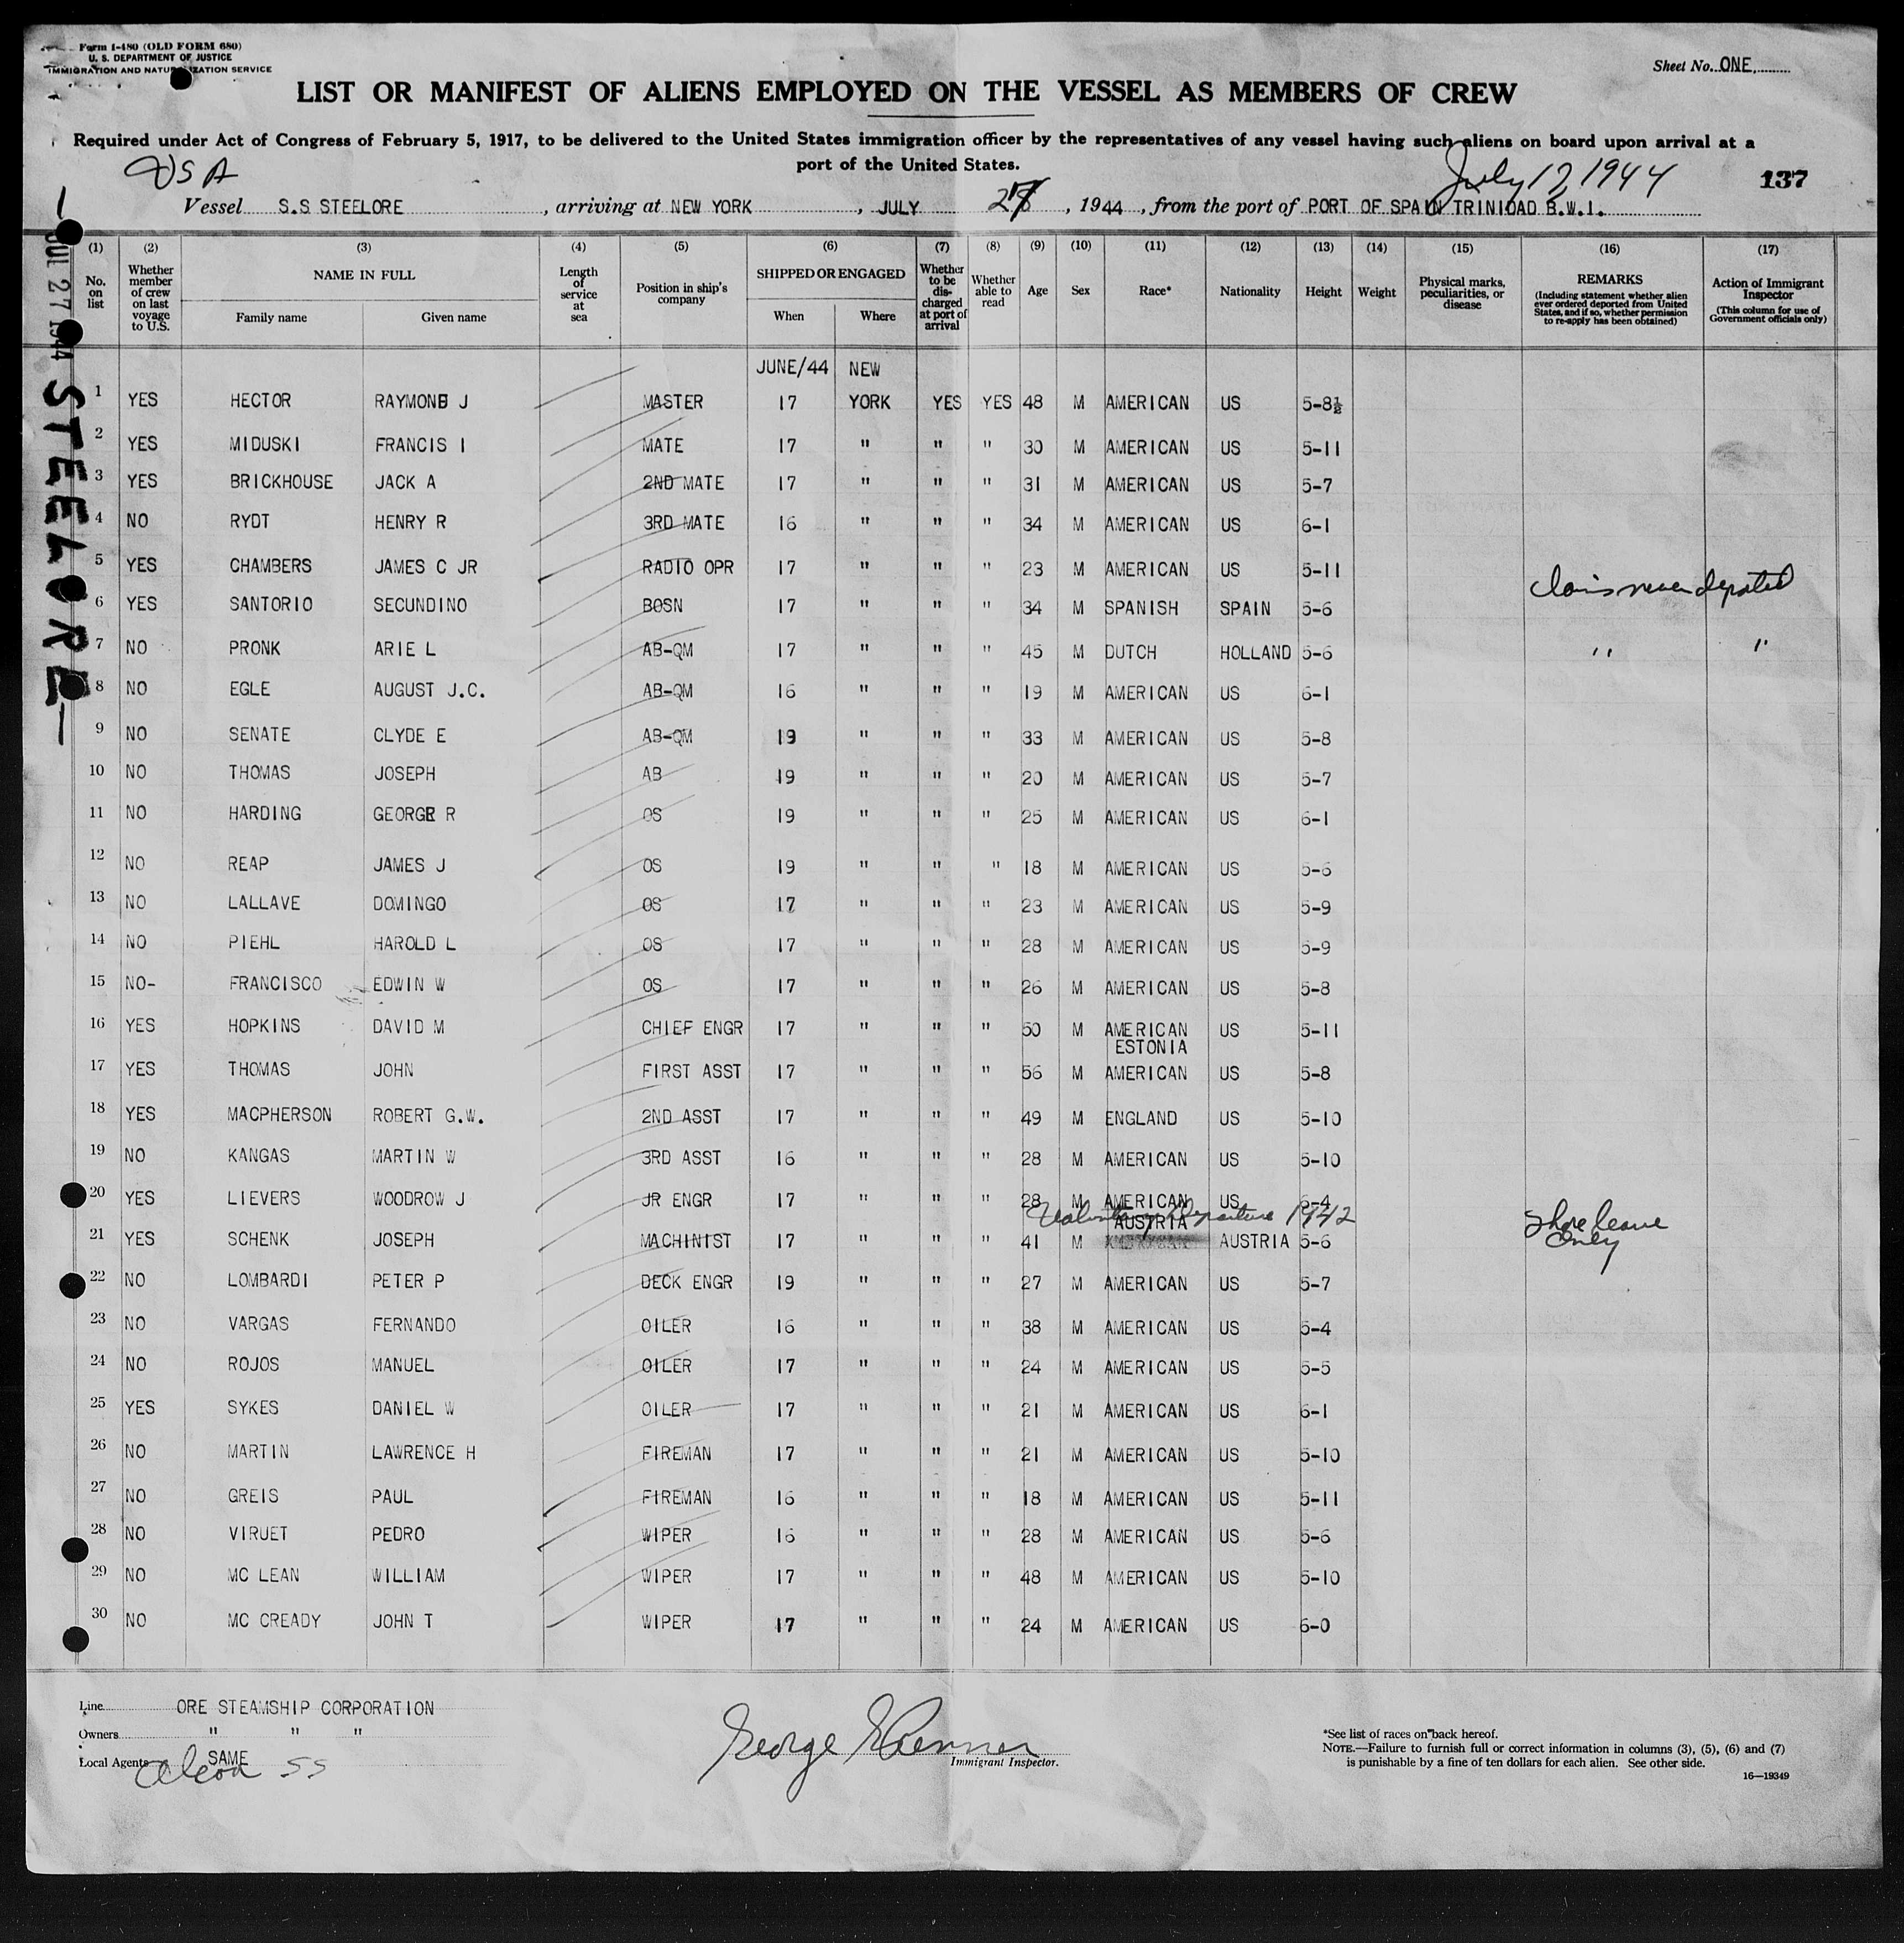 Form I-480 (OLD FORM 680)
U. S. DEPARTMENT OF JUSTICE
IMMIGRATION AND NATURALIZATION SERVICE
Sheet No. ONE
LIST OR MANIFEST OF ALIENS EMPLOYED ON THE VESSEL AS MEMBERS OF CREW
Required under Act of Congress of February 5, 1917, to be delivered to the United States immigration officer by the representatives of any vessel having such aliens on board upon arrival at a
port of the United States.
USA
July 17, 1944
137
Vessel S.S STEELORE, arriving at NEW YORK, JULY 27, 1944, from the port of PORT OF SPAIN TRINIDAD B.W.I.
JUL 27 1944
STEELORE
(1) (2) (3) (4) (5) (6) (7) (8) (9) (10) (11) (12) (13) (14) (15) (16) (17)
No. on list
Whether member of crew on last voyage to U.S.
NAME IN FULL
Family name Given name
Length of service at sea
Position in ship's company
SHIPPED OR ENGAGED
When Where
Whether to be discharged at port of arrival
Whether able to read
Age
Sex
Race*
Nationality
Height
Weight
Physical marks, peculiarities, or disease
REMARKS
(Including statement whether alien ever ordered deported from United States, and if so, whether permission to re-apply has been obtained)
Action of Immigrant Inspector
(This column for use of Government officials only)
JUNE/44 NEW
1 YES HECTOR RAYMOND J MASTER 17 YORK YES YES 48 M AMERICAN US 5-8½
2 YES MIDUSKI FRANCIS I MATE 17 " " " 30 M AMERICAN US 5-11
3 YES BRICKHOUSE JACK A 2ND MATE 17 " " " 31 M AMERICAN US 5-7
4 NO RYDT HENRY R 3RD MATE 16 " " " 34 M AMERICAN US 6-1
5 YES CHAMBERS JAMES C JR RADIO OPR 17 " " " 23 M AMERICAN US 5-11
6 YES SANTORIO SECUNDINO BOSN 17 " " " 34 M SPANISH SPAIN 5-6 Claims never deported
7 NO PRONK ARIE L AB-QM 17 " " " 45 M DUTCH HOLLAND 5-6 " "
8 NO EGLE AUGUST J.C. AB-QM 16 " " " 19 M AMERICAN US 6-1
9 NO SENATE CLYDE E AB-QM 19 " " " 33 M AMERICAN US 5-8
10 NO THOMAS JOSEPH AB 19 " " " 20 M AMERICAN US 5-7
11 NO HARDING GEORGE R OS 19 " " " 25 M AMERICAN US 6-1
12 NO REAP JAMES J OS 19 " " " 18 M AMERICAN US 5-6
13 NO LALLAVE DOMINGO OS 17 " " " 23 M AMERICAN US 5-9
14 NO PIEHL HAROLD L OS 17 " " " 28 M AMERICAN US 5-9
15 NO- FRANCISCO EDWIN W OS 17 " " " 26 M AMERICAN US 5-8
16 YES HOPKINS DAVID M CHIEF ENGR 17 " " " 50 M AMERICAN US 5-11
ESTONIA
17 YES THOMAS JOHN FIRST ASST 17 " " " 56 M AMERICAN US 5-8
18 YES MACPHERSON ROBERT G.W. 2ND ASST 17 " " " 49 M ENGLAND US 5-10
19 NO KANGAS MARTIN W 3RD ASST 16 " " " 28 M AMERICAN US 5-10
20 YES LIEVERS WOODROW J JR ENGR 17 " " " 28 M AMERICAN US 6-4
Voluntary Departure 1942
AUSTRIA
21 YES SCHENK JOSEPH MACHINIST 17 " " " 41 M AUSTRIA 5-6 Shore leave only
22 NO LOMBARDI PETER P DECK ENGR 19 " " " 27 M AMERICAN US 5-7
23 NO VARGAS FERNANDO OILER 16 " " " 38 M AMERICAN US 5-4
24 NO ROJOS MANUEL OILER 17 " " " 24 M AMERICAN US 5-5
25 YES SYKES DANIEL W OILER 17 " " " 21 M AMERICAN US 6-1
26 NO MARTIN LAWRENCE H FIREMAN 17 " " " 21 M AMERICAN US 5-10
27 NO GREIS PAUL FIREMAN 16 " " " 18 M AMERICAN US 5-11
28 NO VIRUET PEDRO WIPER 16 " " " 28 M AMERICAN US 5-6
29 NO MC LEAN WILLIAM WIPER 17 " " " 48 M AMERICAN US 5-10
30 NO MC CREADY JOHN T WIPER 17 " " " 24 M AMERICAN US 6-0
Line ORE STEAMSHIP CORPORATION
Owners " " "
Local Agents SAME
Alcoa SS
George
Immigrant Inspector.
*See list of races on back hereof.
NOTE.—Failure to furnish full or correct information in columns (3), (5), (6) and (7)
is punishable by a fine of ten dollars for each alien. See other side.
16—19349